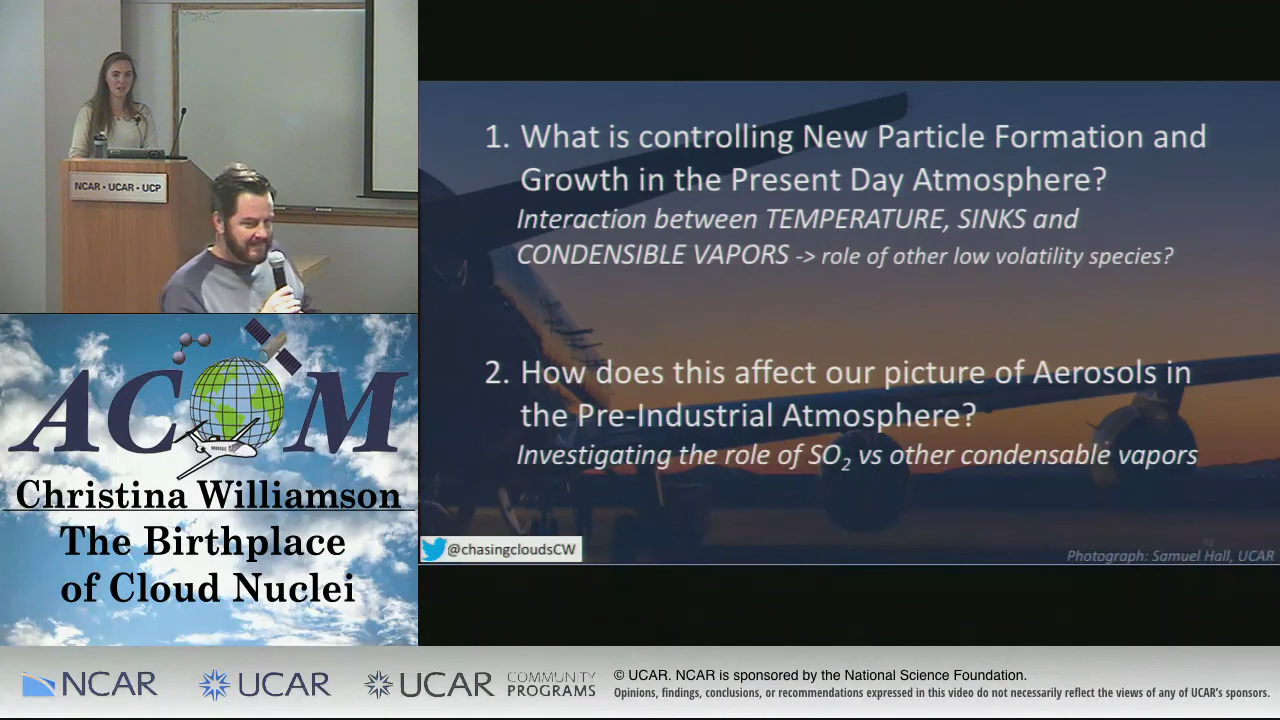 NCAR • UCAR • UCP
1. What is controlling New Particle Formation and
Growth in the Present Day Atmosphere?
Interaction between TEMPERATURE, SINKS and
CONDENSIBLE VAPORS -> role of other low volatility species?
2. How does this affect our picture of Aerosols in
the Pre-Industrial Atmosphere?
Investigating the role of SO2 vs other condensable vapors
@chasingcloudsCW
Photograph: Samuel Hall, UCAR
ACOM
Christina Williamson
The Birthplace
of Cloud Nuclei
NCAR
UCAR
UCAR
COMMUNITY
PROGRAMS
© UCAR. NCAR is sponsored by the National Science Foundation.
Opinions, findings, conclusions, or recommendations expressed in this video do not necessarily reflect the views of any of UCAR's sponsors.